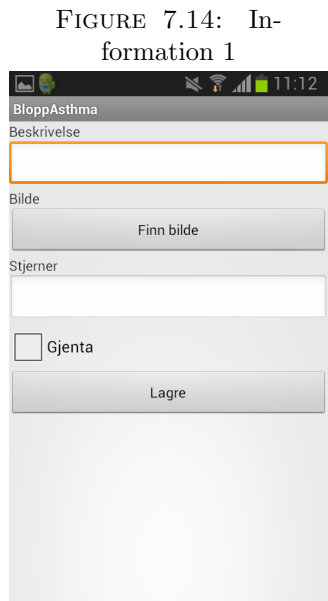 FIGURE 7.14: In-
formation 1
11:12
BloppAsthma
Beskrivelse
Bilde
Finn bilde
Stjerner
Gjenta
Lagre